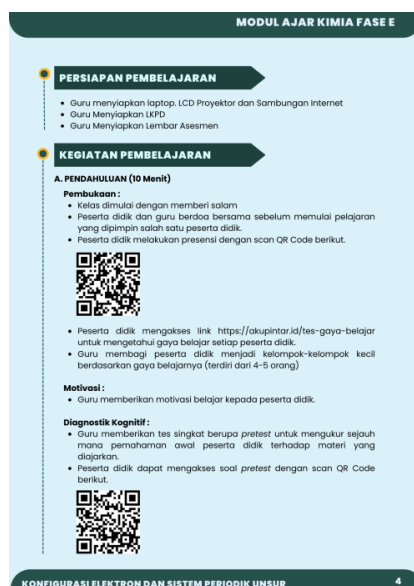 MODUL AJAR KIMIA FASE E
PERSIAPAN PEMBELAJARAN
• Guru menyiapkan laptop. LCD Proyektor dan Sambungan Internet
• Guru Menyiapkan LKPD
• Guru Menyiapkan Lembar Asesmen
KEGIATAN PEMBELAJARAN
A. PENDAHULUAN (10 Menit)
Pembukaan :
• Kelas dimulai dengan memberi salam
• Peserta didik dan guru berdoa bersama sebelum memulai pelajaran
yang dipimpin salah satu peserta didik.
• Peserta didik melakukan presensi dengan scan QR Code berikut.
• Peserta didik mengakses link https://akupintar.id/tes-gaya-belajar
untuk mengetahui gaya belajar setiap peserta didik.
• Guru membagi peserta didik menjadi kelompok-kelompok kecil
berdasarkan gaya belajarnya (terdiri dari 4-5 orang)
Motivasi :
• Guru memberikan motivasi belajar kepada peserta didik.
Diagnostik Kognitif :
• Guru memberikan tes singkat berupa pretest untuk mengukur sejauh
mana pemahaman awal peserta didik terhadap materi yang
diajarkan.
• Peserta didik dapat mengakses soal pretest dengan scan QR Code
berikut.
KONFIGURASI ELEKTRON DAN SISTEM PERIODIK UNSUR
4